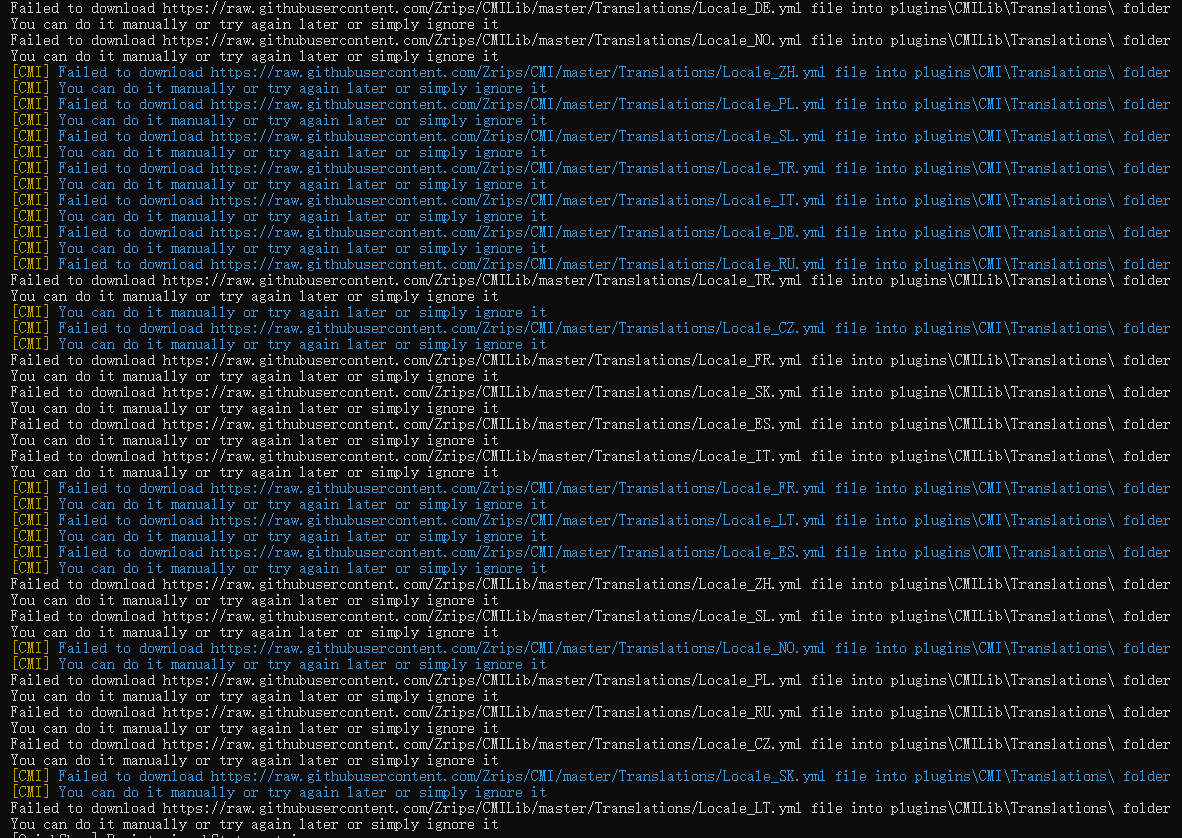 Failed to download https://raw.githubusercontent.com/Zrips/CMILib/master/Translations/Locale_DE.yml file into plugins\CMILib\Translations\ folder
You can do it manually or try again later or simply ignore it
Failed to download https://raw.githubusercontent.com/Zrips/CMILib/master/Translations/Locale_NO.yml file into plugins\CMILib\Translations\ folder
You can do it manually or try again later or simply ignore it
[CMI] Failed to download https://raw.githubusercontent.com/Zrips/CMI/master/Translations/Locale_ZH.yml file into plugins\CMI\Translations\ folder
[CMI] You can do it manually or try again later or simply ignore it
[CMI] Failed to download https://raw.githubusercontent.com/Zrips/CMI/master/Translations/Locale_PL.yml file into plugins\CMI\Translations\ folder
[CMI] You can do it manually or try again later or simply ignore it
[CMI] Failed to download https://raw.githubusercontent.com/Zrips/CMI/master/Translations/Locale_SL.yml file into plugins\CMI\Translations\ folder
[CMI] You can do it manually or try again later or simply ignore it
[CMI] Failed to download https://raw.githubusercontent.com/Zrips/CMI/master/Translations/Locale_TR.yml file into plugins\CMI\Translations\ folder
[CMI] You can do it manually or try again later or simply ignore it
[CMI] Failed to download https://raw.githubusercontent.com/Zrips/CMI/master/Translations/Locale_IT.yml file into plugins\CMI\Translations\ folder
[CMI] You can do it manually or try again later or simply ignore it
[CMI] Failed to download https://raw.githubusercontent.com/Zrips/CMI/master/Translations/Locale_DE.yml file into plugins\CMI\Translations\ folder
[CMI] You can do it manually or try again later or simply ignore it
[CMI] Failed to download https://raw.githubusercontent.com/Zrips/CMI/master/Translations/Locale_RU.yml file into plugins\CMI\Translations\ folder
Failed to download https://raw.githubusercontent.com/Zrips/CMILib/master/Translations/Locale_TR.yml file into plugins\CMILib\Translations\ folder
You can do it manually or try again later or simply ignore it
[CMI] You can do it manually or try again later or simply ignore it
[CMI] Failed to download https://raw.githubusercontent.com/Zrips/CMI/master/Translations/Locale_CZ.yml file into plugins\CMI\Translations\ folder
[CMI] You can do it manually or try again later or simply ignore it
Failed to download https://raw.githubusercontent.com/Zrips/CMILib/master/Translations/Locale_FR.yml file into plugins\CMILib\Translations\ folder
You can do it manually or try again later or simply ignore it
Failed to download https://raw.githubusercontent.com/Zrips/CMILib/master/Translations/Locale_SK.yml file into plugins\CMILib\Translations\ folder
You can do it manually or try again later or simply ignore it
Failed to download https://raw.githubusercontent.com/Zrips/CMILib/master/Translations/Locale_ES.yml file into plugins\CMILib\Translations\ folder
You can do it manually or try again later or simply ignore it
Failed to download https://raw.githubusercontent.com/Zrips/CMILib/master/Translations/Locale_IT.yml file into plugins\CMILib\Translations\ folder
You can do it manually or try again later or simply ignore it
[CMI] Failed to download https://raw.githubusercontent.com/Zrips/CMI/master/Translations/Locale_FR.yml file into plugins\CMI\Translations\ folder
[CMI] You can do it manually or try again later or simply ignore it
[CMI] Failed to download https://raw.githubusercontent.com/Zrips/CMI/master/Translations/Locale_LT.yml file into plugins\CMI\Translations\ folder
[CMI] You can do it manually or try again later or simply ignore it
[CMI] Failed to download https://raw.githubusercontent.com/Zrips/CMI/master/Translations/Locale_ES.yml file into plugins\CMI\Translations\ folder
[CMI] You can do it manually or try again later or simply ignore it
Failed to download https://raw.githubusercontent.com/Zrips/CMILib/master/Translations/Locale_ZH.yml file into plugins\CMILib\Translations\ folder
You can do it manually or try again later or simply ignore it
Failed to download https://raw.githubusercontent.com/Zrips/CMILib/master/Translations/Locale_SL.yml file into plugins\CMILib\Translations\ folder
You can do it manually or try again later or simply ignore it
[CMI] Failed to download https://raw.githubusercontent.com/Zrips/CMI/master/Translations/Locale_NO.yml file into plugins\CMI\Translations\ folder
[CMI] You can do it manually or try again later or simply ignore it
Failed to download https://raw.githubusercontent.com/Zrips/CMILib/master/Translations/Locale_PL.yml file into plugins\CMILib\Translations\ folder
You can do it manually or try again later or simply ignore it
Failed to download https://raw.githubusercontent.com/Zrips/CMILib/master/Translations/Locale_RU.yml file into plugins\CMILib\Translations\ folder
You can do it manually or try again later or simply ignore it
Failed to download https://raw.githubusercontent.com/Zrips/CMILib/master/Translations/Locale_CZ.yml file into plugins\CMILib\Translations\ folder
You can do it manually or try again later or simply ignore it
[CMI] Failed to download https://raw.githubusercontent.com/Zrips/CMI/master/Translations/Locale_SK.yml file into plugins\CMI\Translations\ folder
[CMI] You can do it manually or try again later or simply ignore it
Failed to download https://raw.githubusercontent.com/Zrips/CMILib/master/Translations/Locale_LT.yml file into plugins\CMILib\Translations\ folder
You can do it manually or try again later or simply ignore it